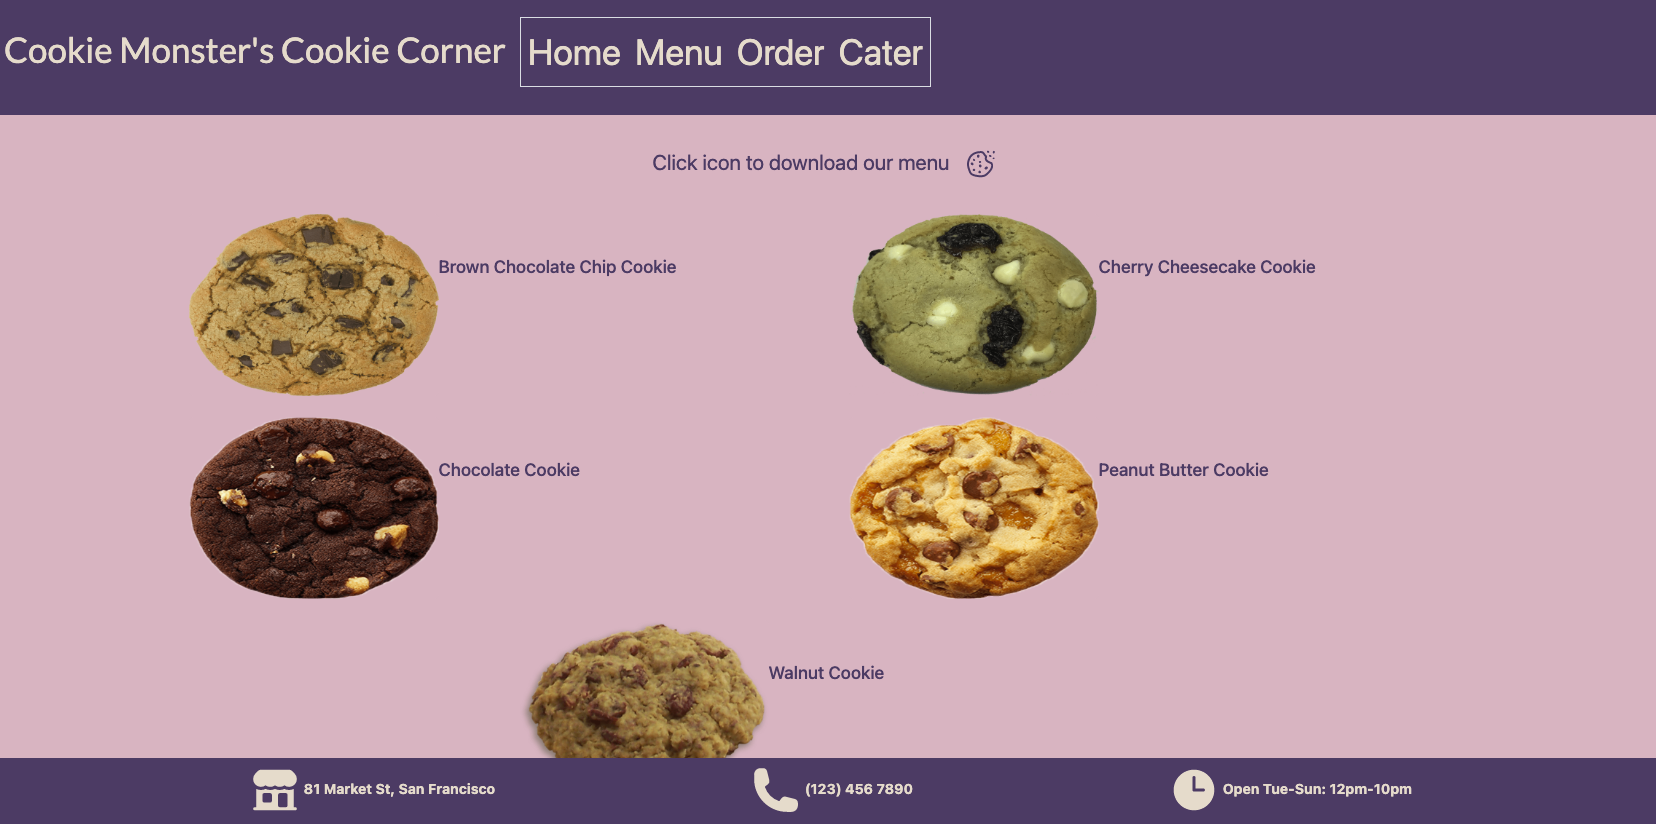 Cookie Monster's Cookie Corner
Home Menu Order Cater
Click icon to download our menu
Brown Chocolate Chip Cookie
Cherry Cheesecake Cookie
Chocolate Cookie
Peanut Butter Cookie
Walnut Cookie
81 Market St, San Francisco
(123) 456 7890
Open Tue-Sun: 12pm-10pm